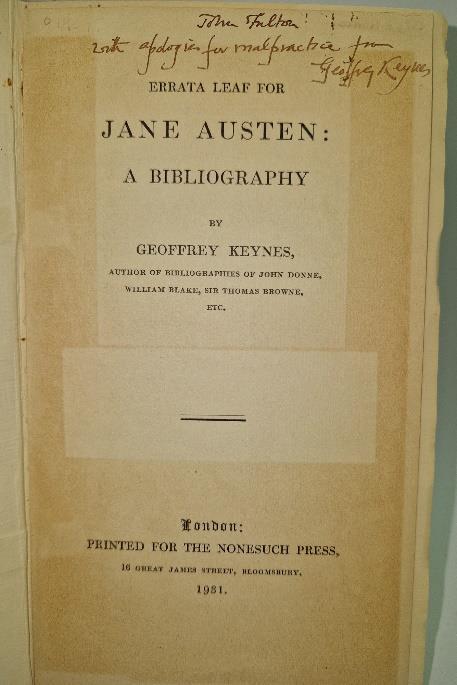 John Fulton
with apologies for malpractice from
Geoffrey Keynes
ERRATA LEAF FOR
JANE AUSTEN:
A BIBLIOGRAPHY
BY
GEOFFREY KEYNES,
AUTHOR OF BIBLIOGRAPHIES OF JOHN DONNE,
WILLIAM BLAKE, SIR THOMAS BROWNE,
ETC.
London:
PRINTED FOR THE NONESUCH PRESS,
16 GREAT JAMES STREET, BLOOMSBURY,
1931.